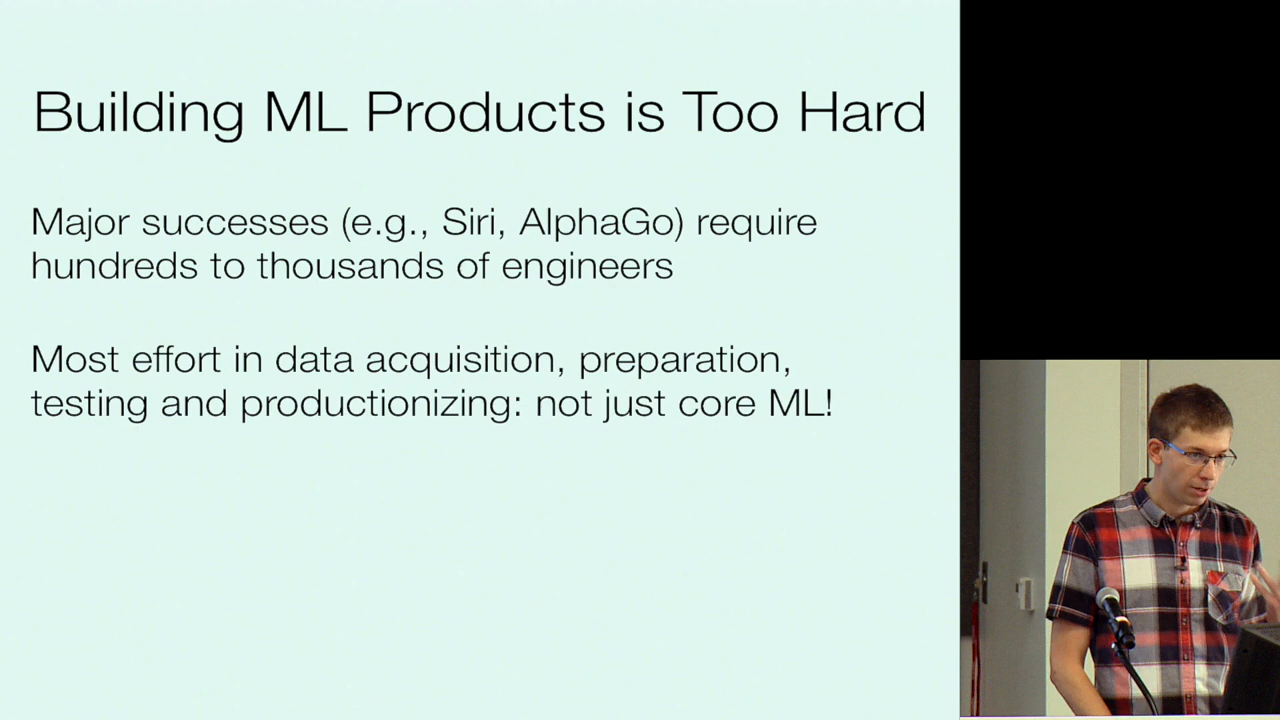 Building ML Products is Too Hard
Major successes (e.g., Siri, AlphaGo) require
hundreds to thousands of engineers
Most effort in data acquisition, preparation,
testing and productionizing: not just core ML!